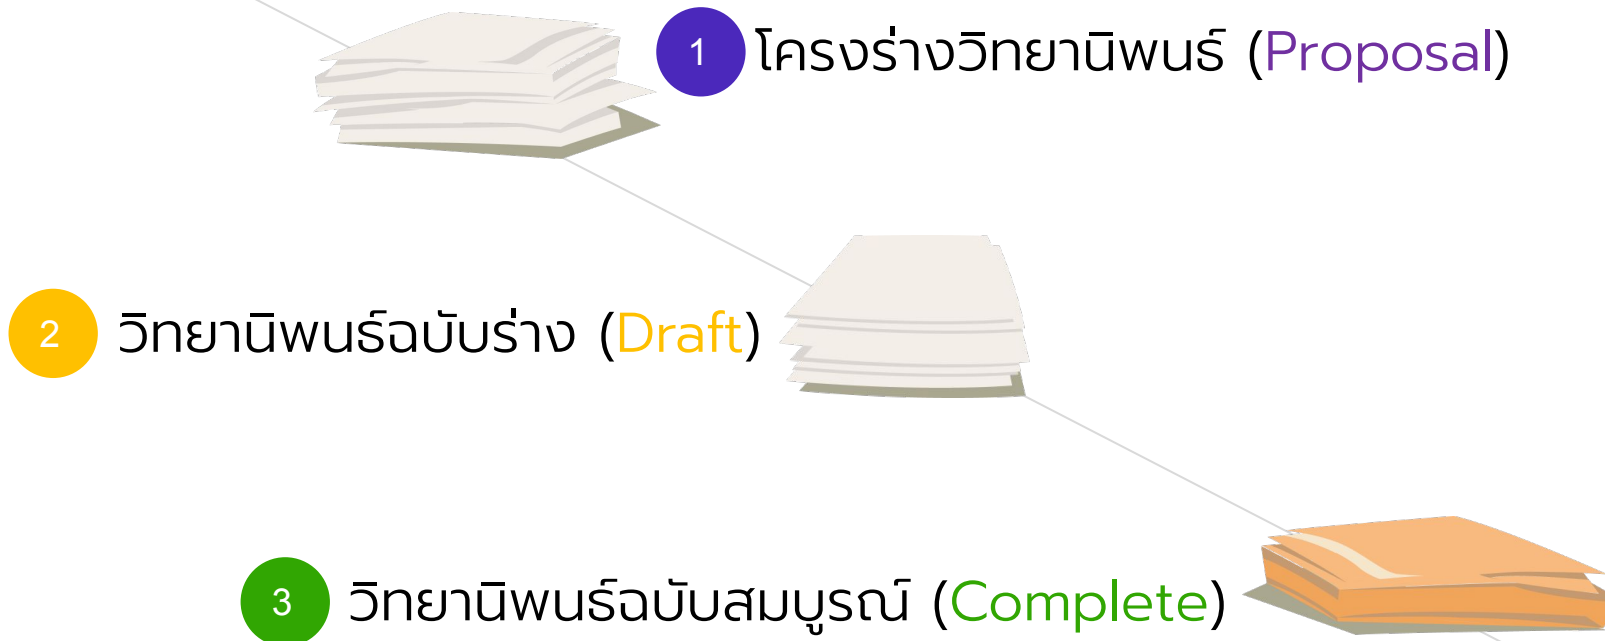 1 โครงร่างวิทยานิพนธ์ (Proposal)
2 วิทยานิพนธ์ฉบับร่าง (Draft)
3 วิทยานิพนธ์ฉบับสมบูรณ์ (Complete)